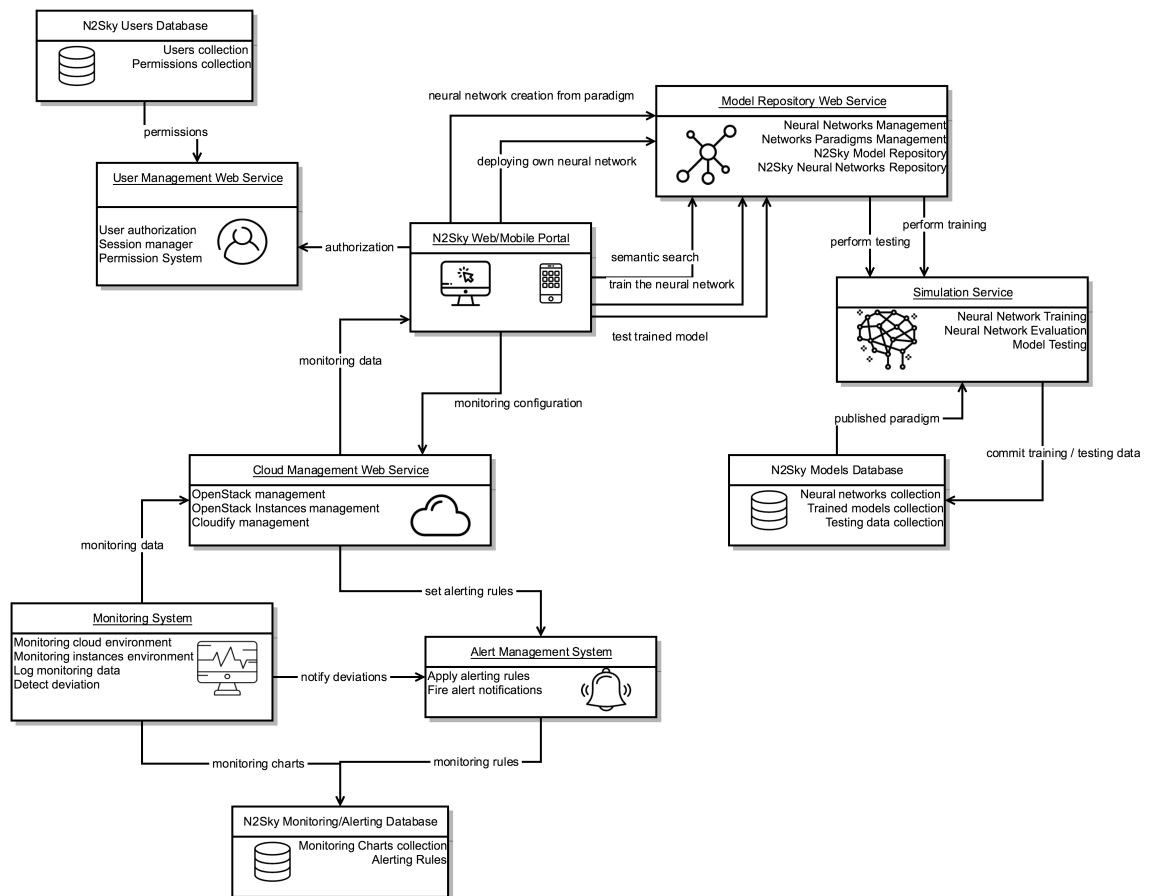 N2Sky Users Database
Users collection
Permissions collection
permissions
User Management Web Service
User authorization
Session manager
Permission System
authorization
neural network creation from paradigm
deploying own neural network
Model Repository Web Service
Neural Networks Management
Networks Paradigms Management
N2Sky Model Repository
N2Sky Neural Networks Repository
N2Sky Web/Mobile Portal
semantic search
train the neural network
test trained model
perform testing
perform training
Simulation Service
Neural Network Training
Neural Network Evaluation
Model Testing
published paradigm
commit training / testing data
N2Sky Models Database
Neural networks collection
Trained models collection
Testing data collection
monitoring data
monitoring configuration
Cloud Management Web Service
OpenStack management
OpenStack Instances management
Cloudify management
monitoring data
set alerting rules
Monitoring System
Monitoring cloud environment
Monitoring instances environment
Log monitoring data
Detect deviation
notify deviations
Alert Management System
Apply alerting rules
Fire alert notifications
monitoring charts
monitoring rules
N2Sky Monitoring/Alerting Database
Monitoring Charts collection
Alerting Rules